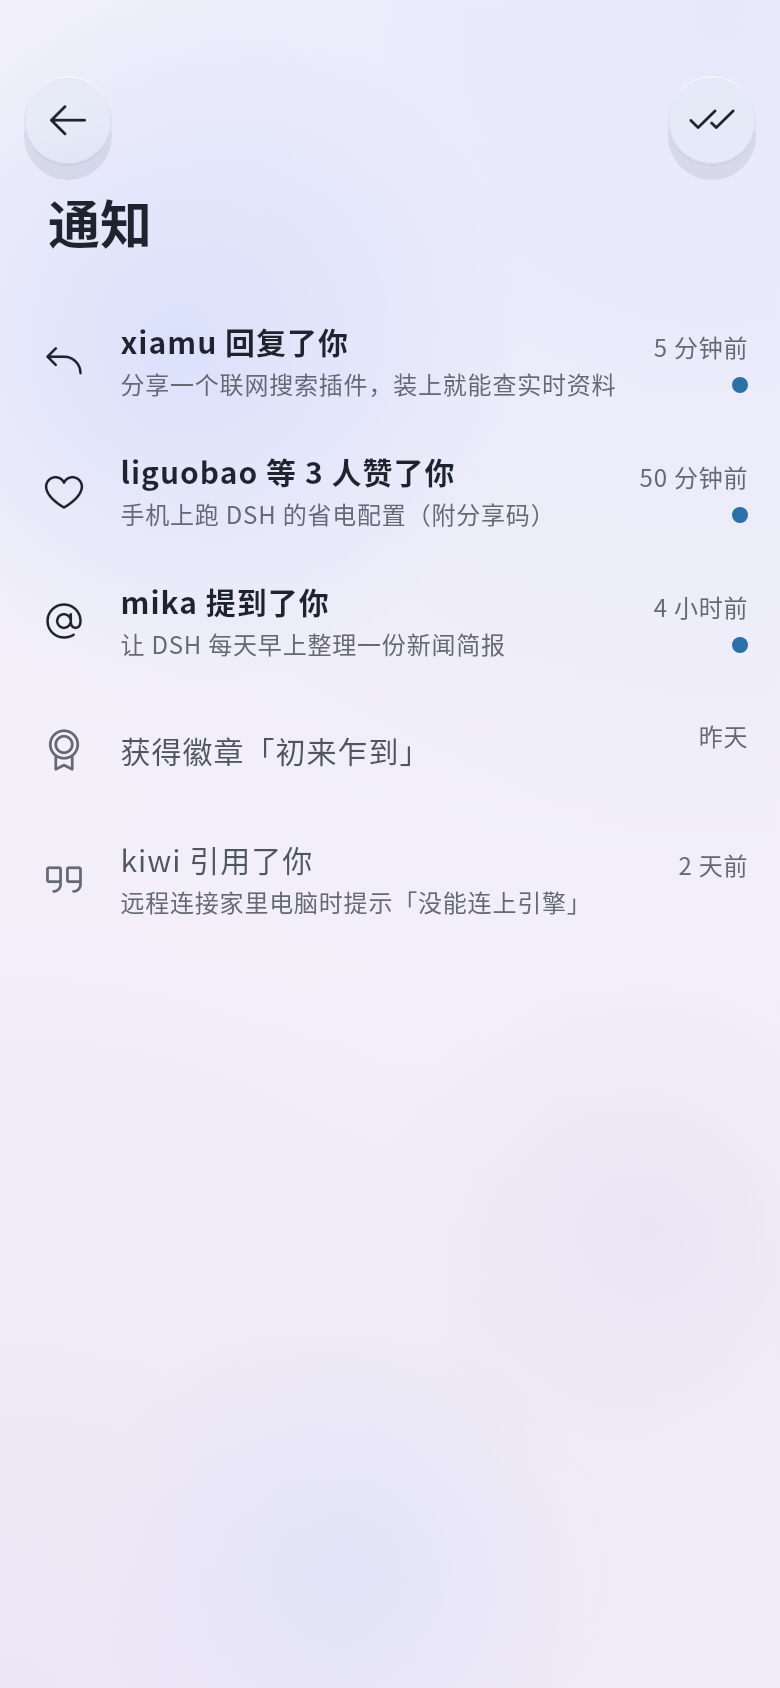 通知
xiamu 回复了你
5 分钟前
分享一个联网搜索插件，装上就能查实时资料
liguobao 等 3 人赞了你
50 分钟前
手机上跑 DSH 的省电配置（附分享码）
mika 提到了你
4 小时前
让 DSH 每天早上整理一份新闻简报
获得徽章「初来乍到」
昨天
kiwi 引用了你
2 天前
远程连接家里电脑时提示「没能连上引擎」